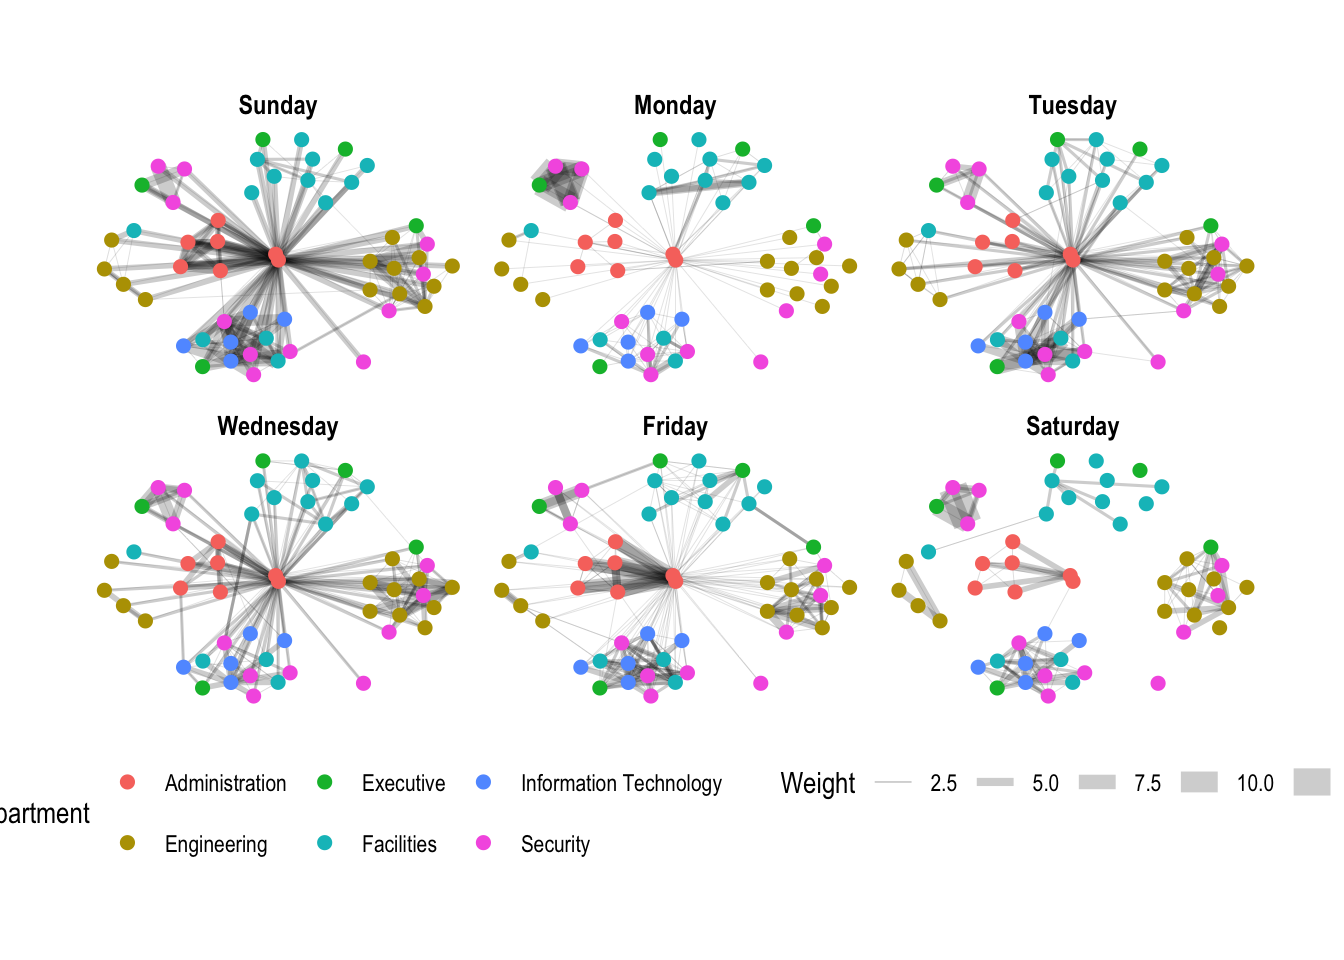 Sunday
Monday
Tuesday
Wednesday
Friday
Saturday
partment
Administration
Executive
Information Technology
Engineering
Facilities
Security
Weight
2.5
5.0
7.5
10.0